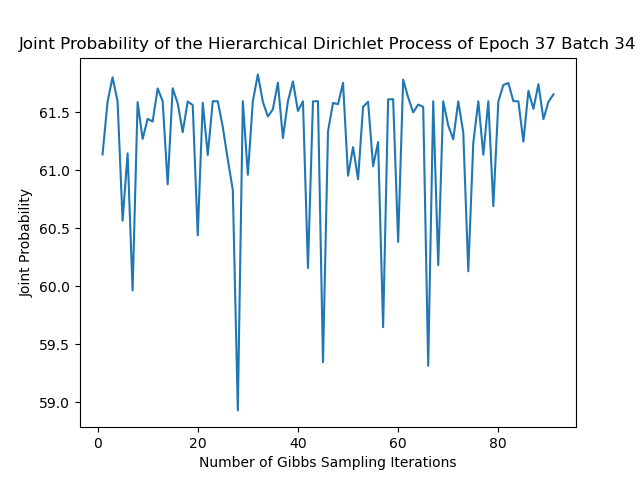 Joint Probability of the Hierarchical Dirichlet Process of Epoch 37 Batch 34
Joint Probability
61.5
61.0
60.5
60.0
59.5
59.0
0 20 40 60 80
Number of Gibbs Sampling Iterations